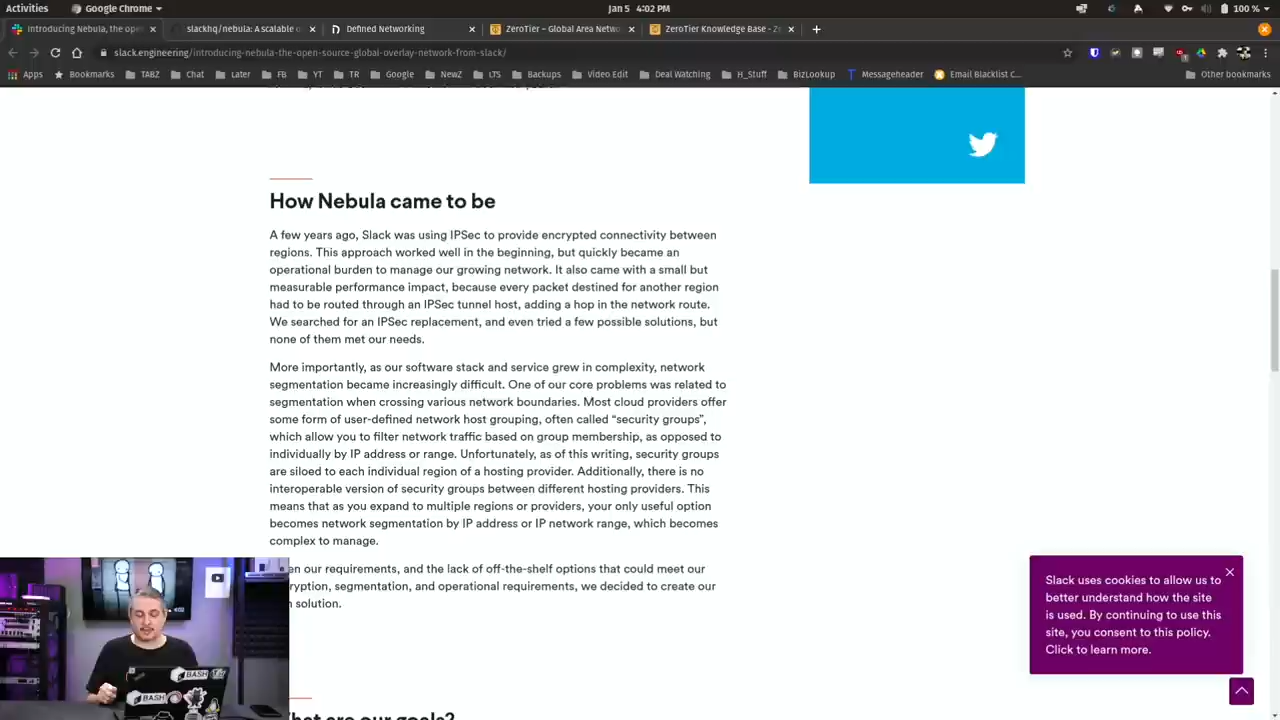 Activities
Google Chrome
Jan 5 4:02 PM
100 %
Introducing Nebula, the open
slackhq/nebula: A scalable o
Defined Networking
ZeroTier – Global Area Netwo
ZeroTier Knowledge Base - Ze
slack.engineering/introducing-nebula-the-open-source-global-overlay-network-from-slack/
Apps
Bookmarks
TABZ
Chat
Later
FB
YT
TR
Google
NewZ
LTS
Backups
Video Edit
Deal Watching
H_Stuff
BizLookup
Messageheader
Email Blacklist C...
Other bookmarks
How Nebula came to be
A few years ago, Slack was using IPSec to provide encrypted connectivity between
regions. This approach worked well in the beginning, but quickly became an
operational burden to manage our growing network. It also came with a small but
measurable performance impact, because every packet destined for another region
had to be routed through an IPSec tunnel host, adding a hop in the network route.
We searched for an IPSec replacement, and even tried a few possible solutions, but
none of them met our needs.
More importantly, as our software stack and service grew in complexity, network
segmentation became increasingly difficult. One of our core problems was related to
segmentation when crossing various network boundaries. Most cloud providers offer
some form of user-defined network host grouping, often called “security groups”,
which allow you to filter network traffic based on group membership, as opposed to
individually by IP address or range. Unfortunately, as of this writing, security groups
are siloed to each individual region of a hosting provider. Additionally, there is no
interoperable version of security groups between different hosting providers. This
means that as you expand to multiple regions or providers, your only useful option
becomes network segmentation by IP address or IP network range, which becomes
complex to manage.
en our requirements, and the lack of off-the-shelf options that could meet our
ryption, segmentation, and operational requirements, we decided to create our
solution.
hat are our goals?
Slack uses cookies to allow us to
better understand how the site
is used. By continuing to use this
site, you consent to this policy.
Click to learn more.
BASH
BASH